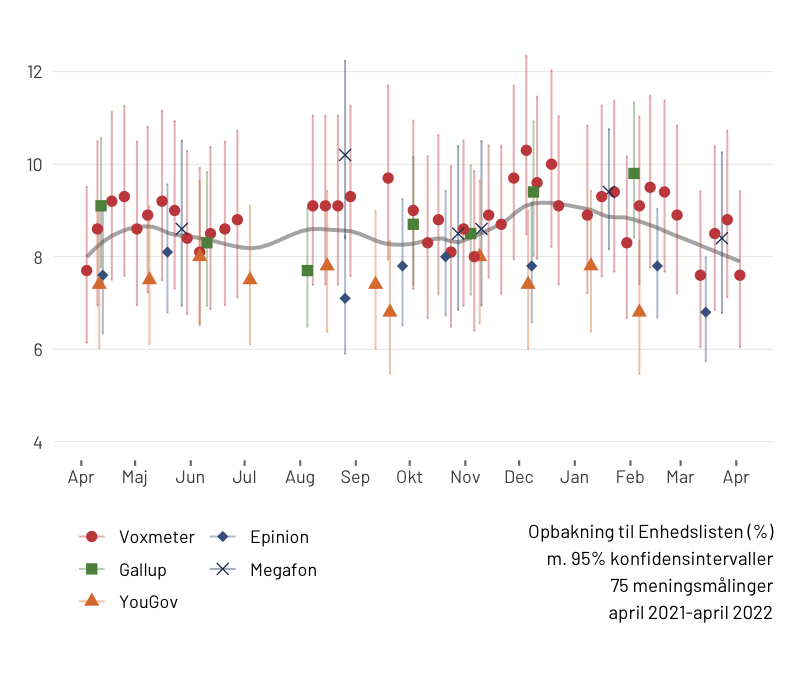 12
10
8
6
4
Apr Maj Jun Jul Aug Sep Okt Nov Dec Jan Feb Mar Apr
Voxmeter Epinion
Gallup Megafon
YouGov
Opbakning til Enhedslisten (%)
m. 95% konfidensintervaller
75 meningsmålinger
april 2021-april 2022